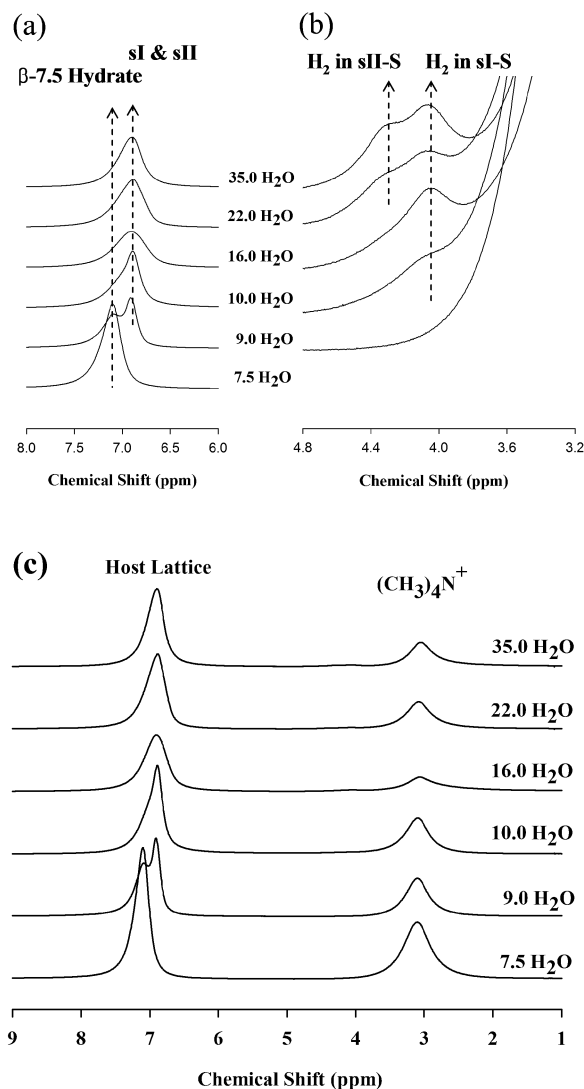 (a)
sI & sII
β-7.5 Hydrate
35.0 H2O
22.0 H2O
16.0 H2O
10.0 H2O
9.0 H2O
7.5 H2O
8.0 7.5 7.0 6.5 6.0
Chemical Shift (ppm)
(b)
H2 in sII-S H2 in sI-S
4.8 4.4 4.0 3.6 3.2
Chemical Shift (ppm)
(c)
Host Lattice
(CH3)4N+
35.0 H2O
22.0 H2O
16.0 H2O
10.0 H2O
9.0 H2O
7.5 H2O
9 8 7 6 5 4 3 2 1
Chemical Shift (ppm)